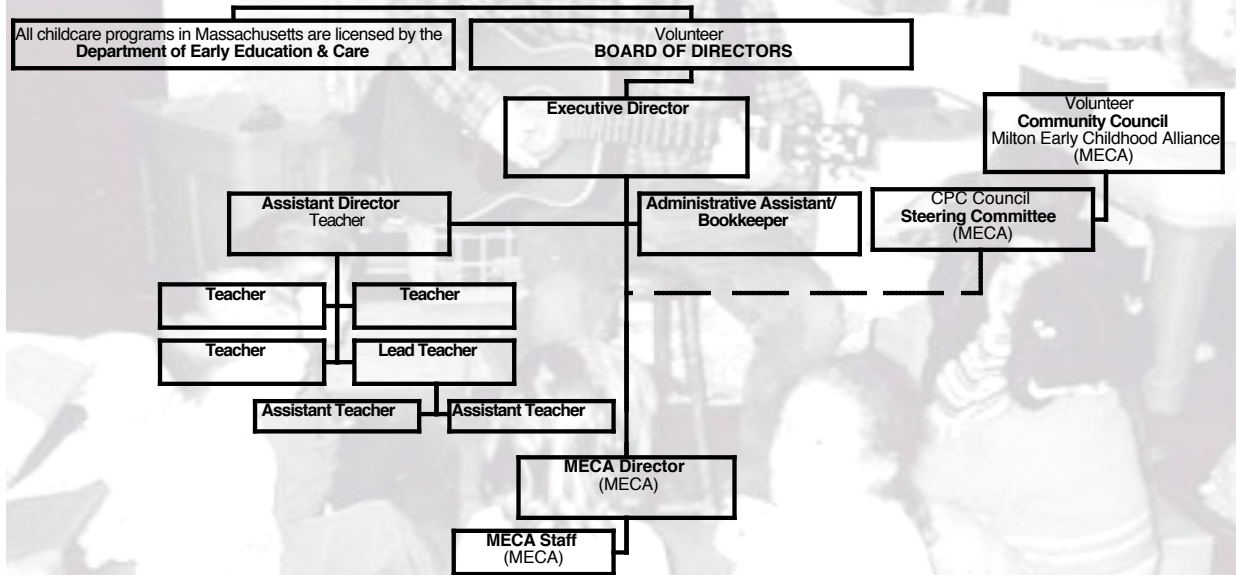 All childcare programs in Massachusetts are licensed by the
Department of Early Education & Care
Volunteer
BOARD OF DIRECTORS
Executive Director
Volunteer
Community Council
Milton Early Childhood Alliance
(MECA)
Assistant Director
Teacher
Administrative Assistant/
Bookkeeper
CPC Council
Steering Committee
(MECA)
Teacher
Teacher
Teacher
Lead Teacher
Assistant Teacher
Assistant Teacher
MECA Director
(MECA)
MECA Staff
(MECA)